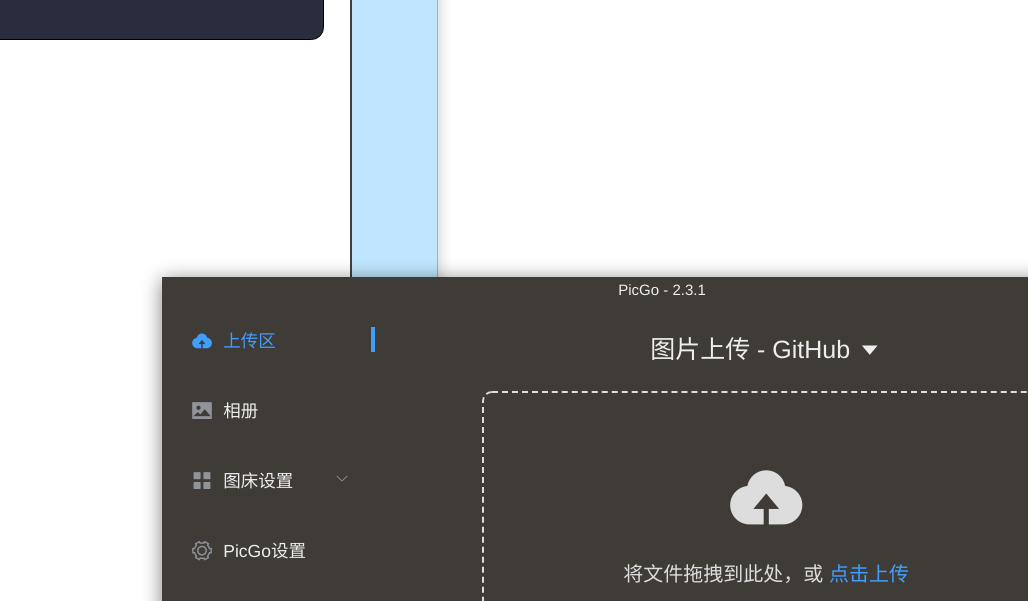 PicGo - 2.3.1
上传区
图片上传 - GitHub
相册
图床设置
PicGo设置
将文件拖拽到此处，或 点击上传